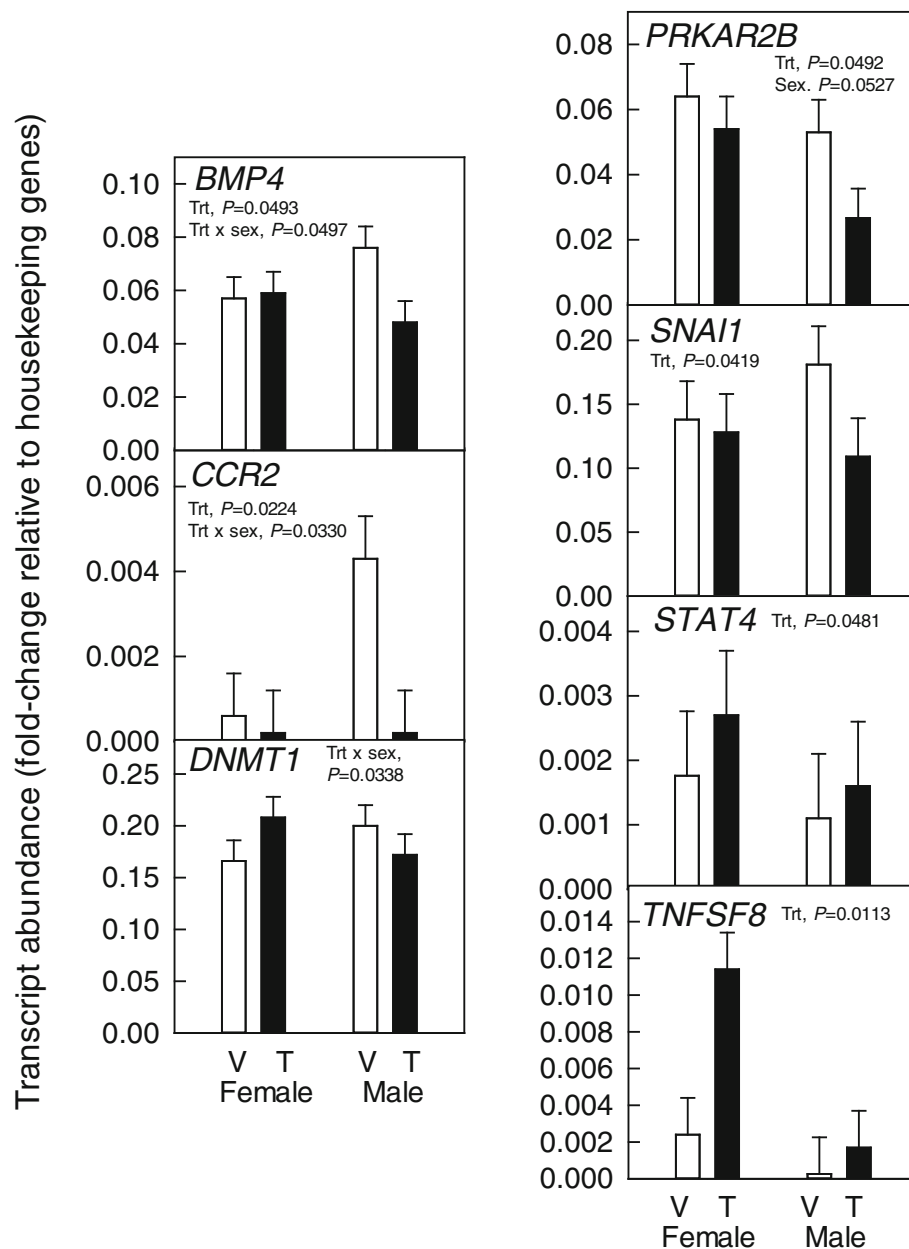 Transcript abundance (fold-change relative to housekeeping genes)
BMP4
Trt, P=0.0493
Trt x sex, P=0.0497
0.10
0.08
0.06
0.04
0.02
0.00
CCR2
Trt, P=0.0224
Trt x sex, P=0.0330
0.006
0.004
0.002
0.000
DNMT1
Trt x sex,
P=0.0338
0.25
0.20
0.15
0.10
0.05
0.00
V T V T
Female Male
PRKAR2B
Trt, P=0.0492
Sex. P=0.0527
0.08
0.06
0.04
0.02
0.00
SNAI1
Trt, P=0.0419
0.20
0.15
0.10
0.05
0.00
STAT4 Trt, P=0.0481
0.004
0.003
0.002
0.001
0.000
TNFSF8 Trt, P=0.0113
0.014
0.012
0.010
0.008
0.006
0.004
0.002
0.000
V T V T
Female Male